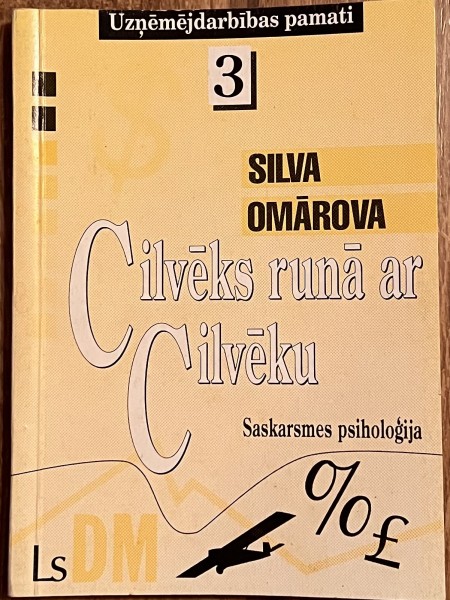 Uzņēmējdarbības pamati
3
$
SILVA
OMĀROVA
Cilvēks runā ar
Cilvēku
Saskarsmes psiholoģija
%£
Ls DM